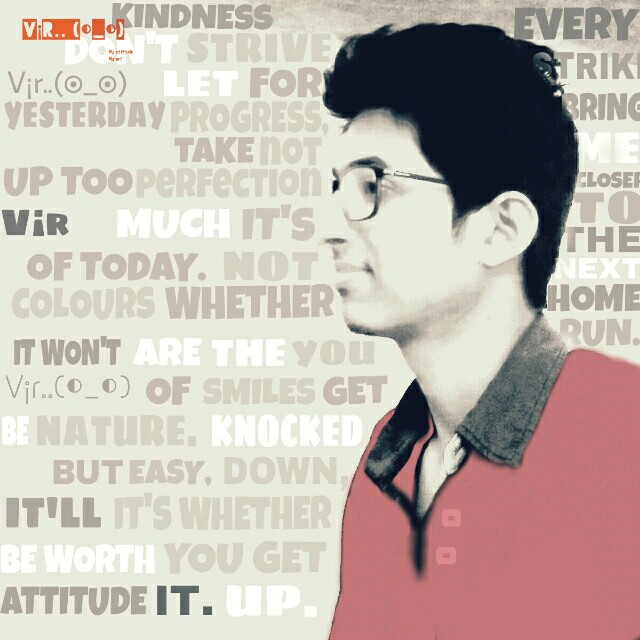 KINDNESS EVERY
ViR.. (⊙_⊙)
DON'T STRIVE STRIKE
My attitude
V¡r..(⊙_⊙) LET FOR
YESTERDAY PROGRESS, BRING
TAKE NOT ME
UP TOO PERFECTION CLOSER
ViR MUCH IT'S TO
THE
OF TODAY. NOT NEXT
COLOURS WHETHER HOME
IT WON'T ARE THE YOU RUN.
V¡r..(◐_◐) OF SMILES GET
BE NATURE. KNOCKED
BUT EASY, DOWN,
IT'LL IT'S WHETHER
BE WORTH YOU GET
ATTITUDE IT. UP.